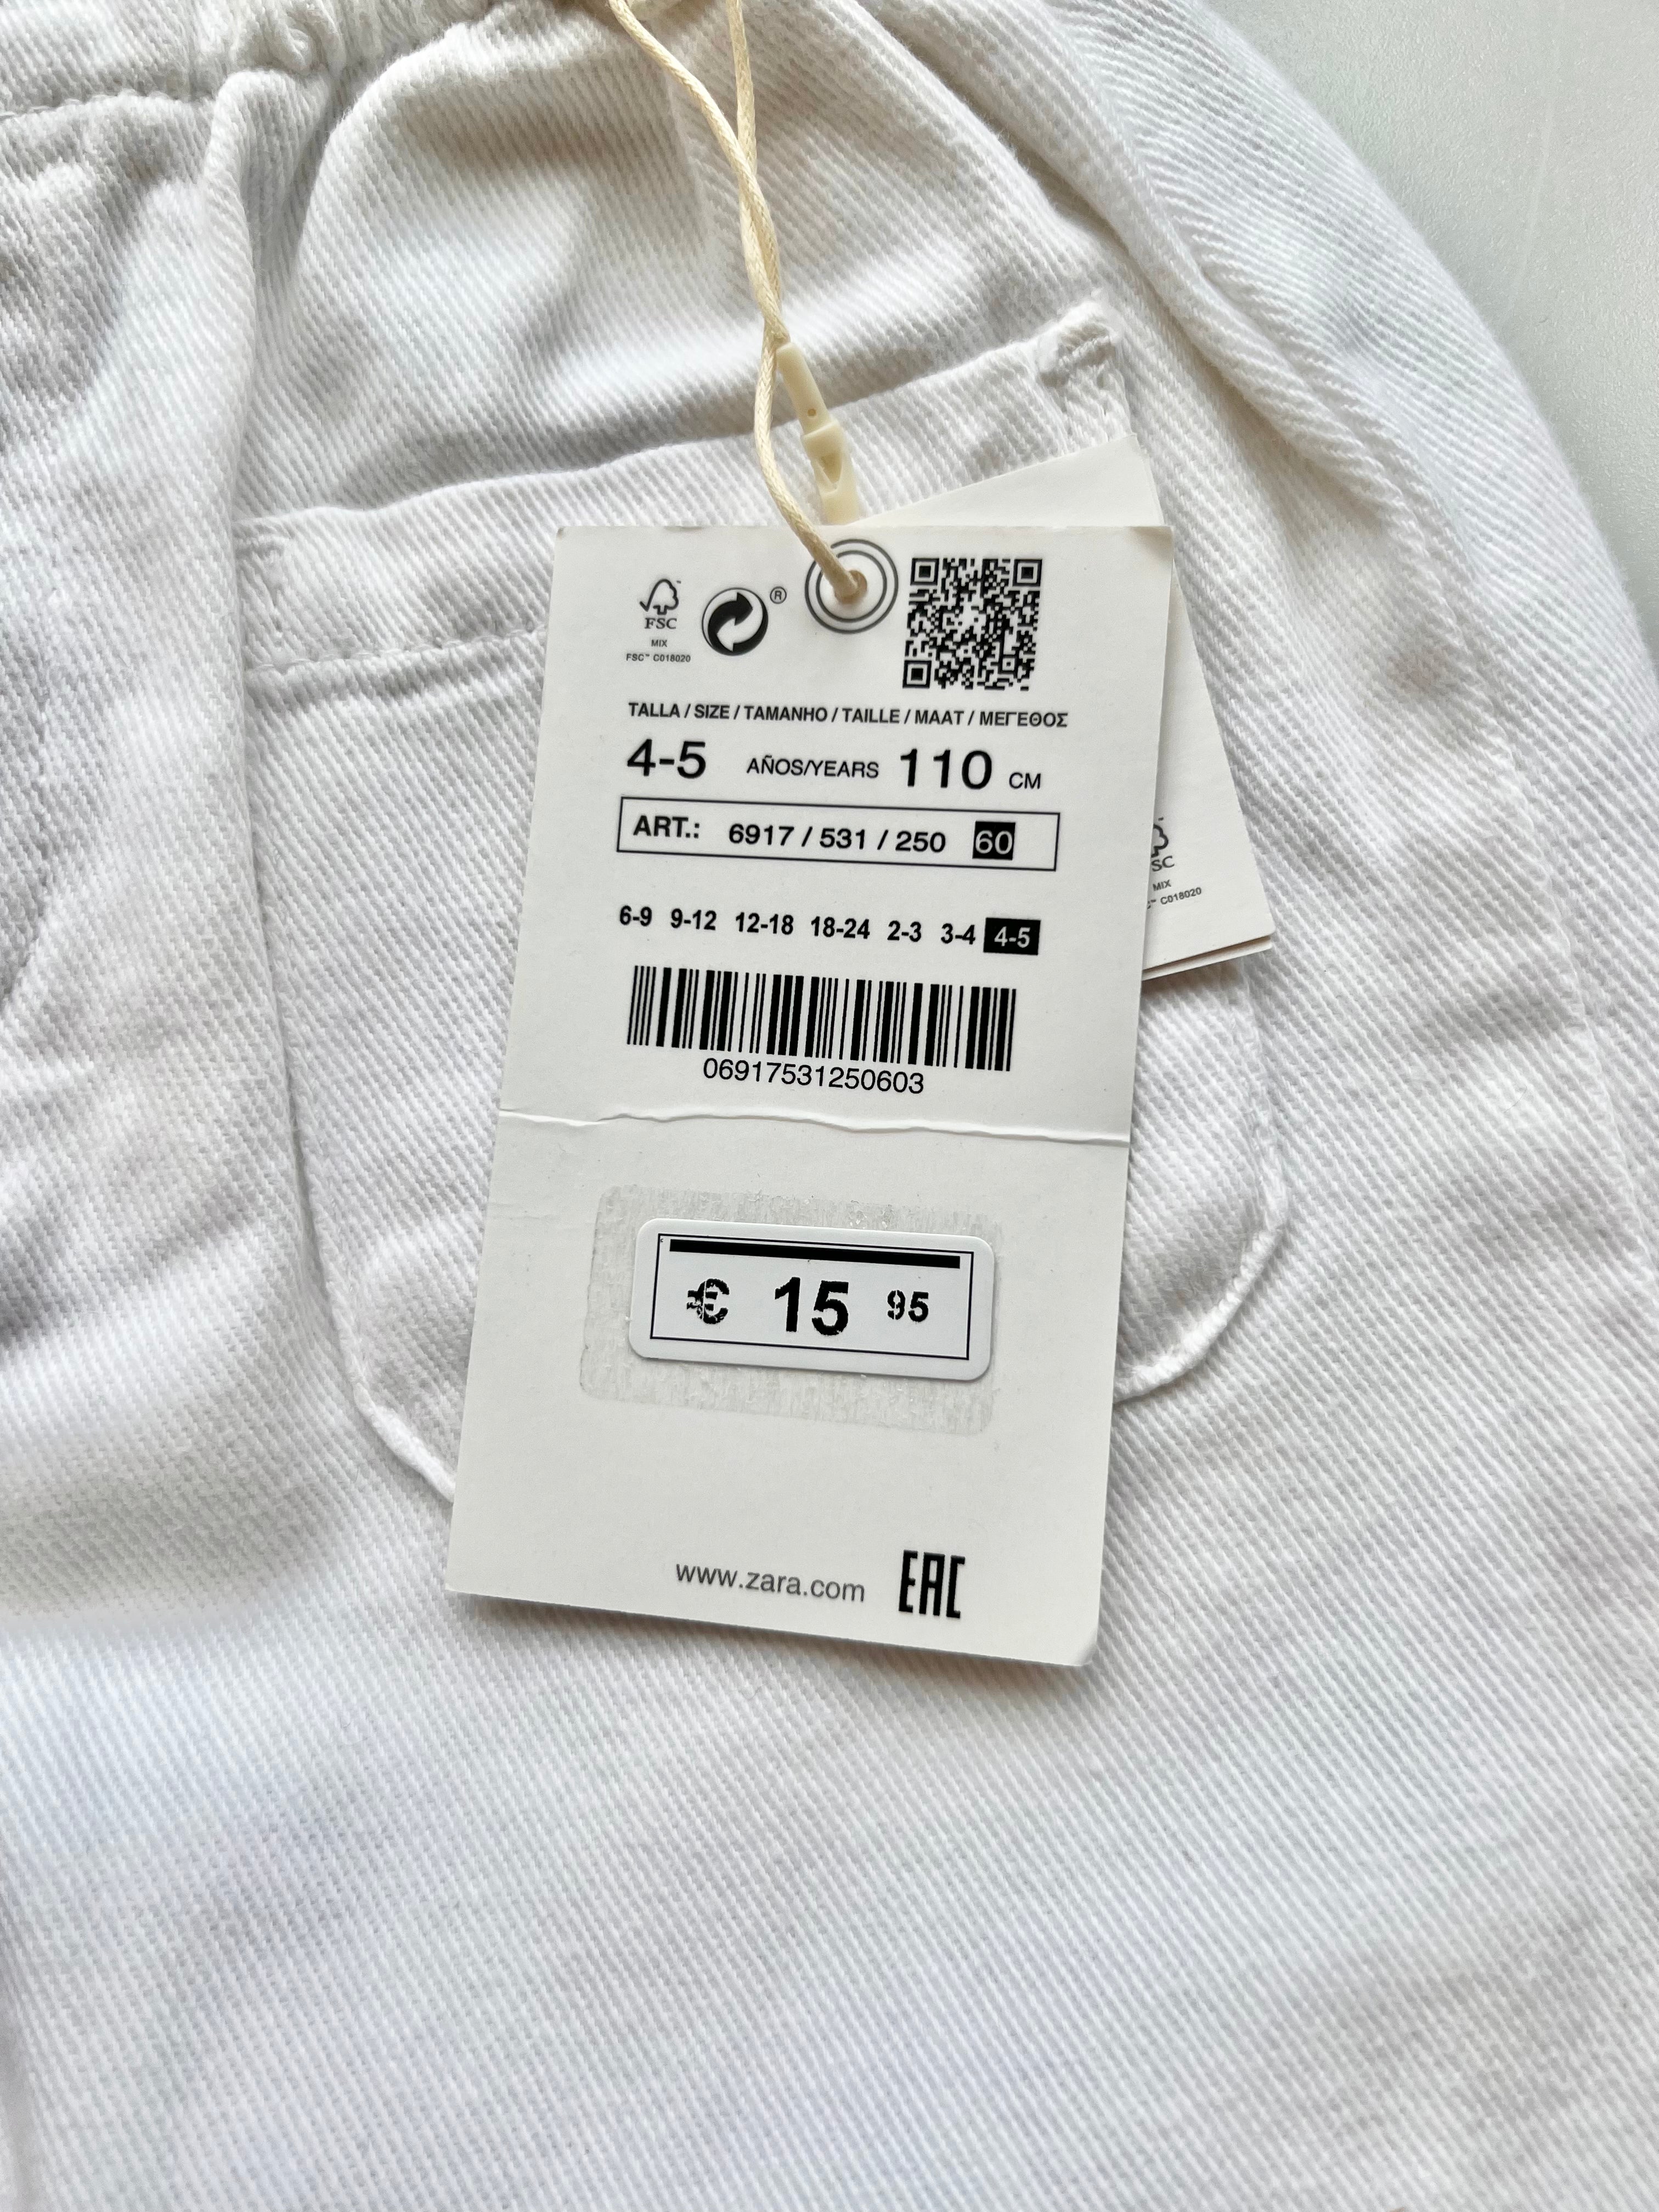 FSC
MIX
FSC™ C018020
®
TALLA / SIZE / TAMANHO / TAILLE / MAAT / ΜΕΓΕΘΟΣ
4-5 AÑOS/YEARS 110 CM
ART.: 6917 / 531 / 250 60
6-9 9-12 12-18 18-24 2-3 3-4 4-5
06917531250603
€ 15 95
www.zara.com EAC
SC
MIX
C018020